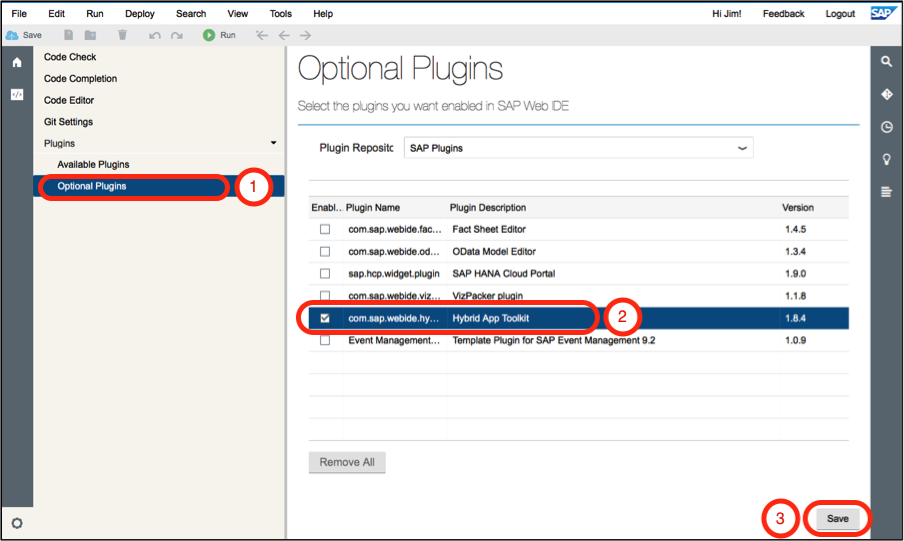 File Edit Run Deploy Search View Tools Help Hi Jim! Feedback Logout SAP
Save Run
Code Check
Code Completion
Code Editor
Git Settings
Plugins
Available Plugins
Optional Plugins 1
Optional Plugins
Select the plugins you want enabled in SAP Web IDE
Plugin Repositc SAP Plugins
Enabl... Plugin Name Plugin Description Version
com.sap.webide.fac... Fact Sheet Editor 1.4.5
com.sap.webide.od... OData Model Editor 1.3.4
sap.hcp.widget.plugin SAP HANA Cloud Portal 1.9.0
com.sap.webide.viz... VizPacker plugin 1.1.8
com.sap.webide.hy... Hybrid App Toolkit 2 1.8.4
Event Management... Template Plugin for SAP Event Management 9.2 1.0.9
Remove All
3 Save